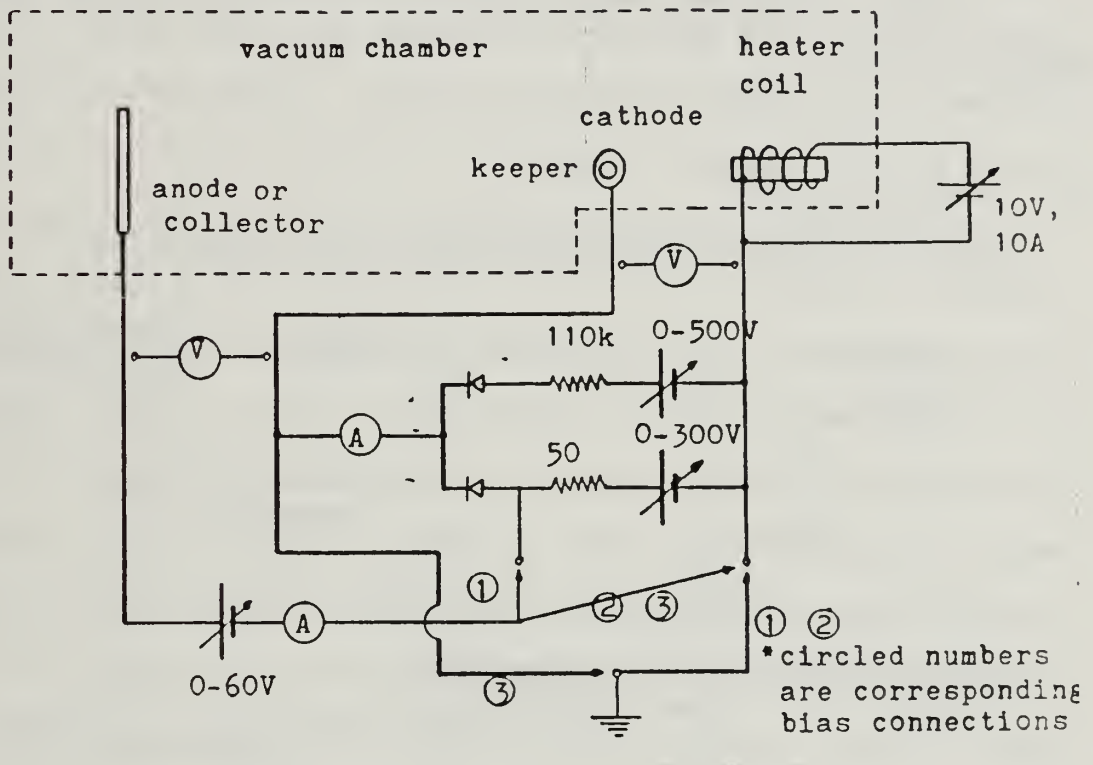 vacuum chamber
heater
coil
cathode
keeper
anode or
collector
10V,
10A
V
V
110k
0-500V
A
0-300V
50
①
② ③
A
0-60V
③
① ②
*circled numbers
are corresponding
bias connections